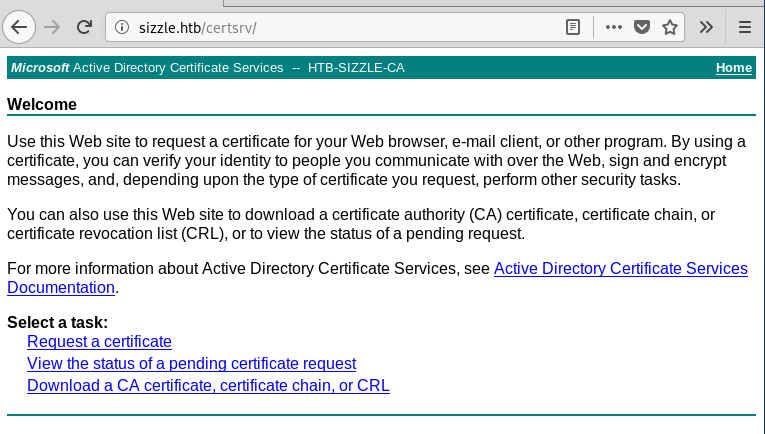 sizzle.htb/certsrv/
Microsoft Active Directory Certificate Services -- HTB-SIZZLE-CA Home
Welcome
Use this Web site to request a certificate for your Web browser, e-mail client, or other program. By using a
certificate, you can verify your identity to people you communicate with over the Web, sign and encrypt
messages, and, depending upon the type of certificate you request, perform other security tasks.
You can also use this Web site to download a certificate authority (CA) certificate, certificate chain, or
certificate revocation list (CRL), or to view the status of a pending request.
For more information about Active Directory Certificate Services, see Active Directory Certificate Services
Documentation.
Select a task:
Request a certificate
View the status of a pending certificate request
Download a CA certificate, certificate chain, or CRL